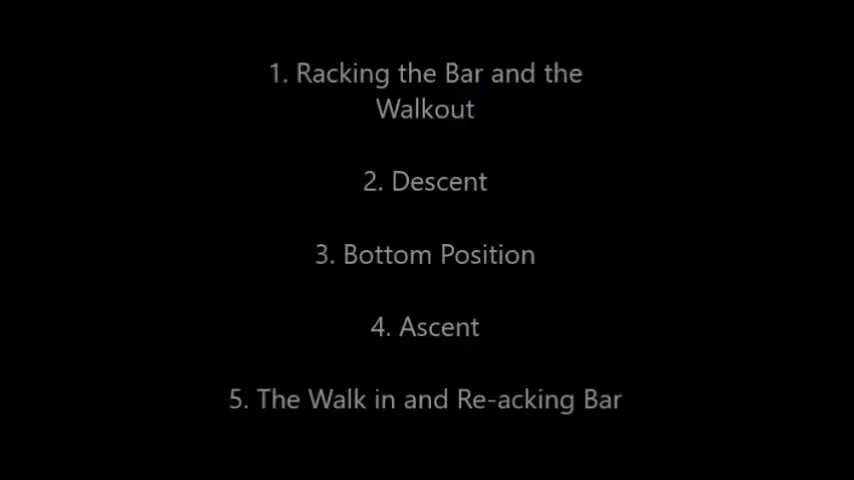 1. Racking the Bar and the
Walkout
2. Descent
3. Bottom Position
4. Ascent
5. The Walk in and Re-acking Bar